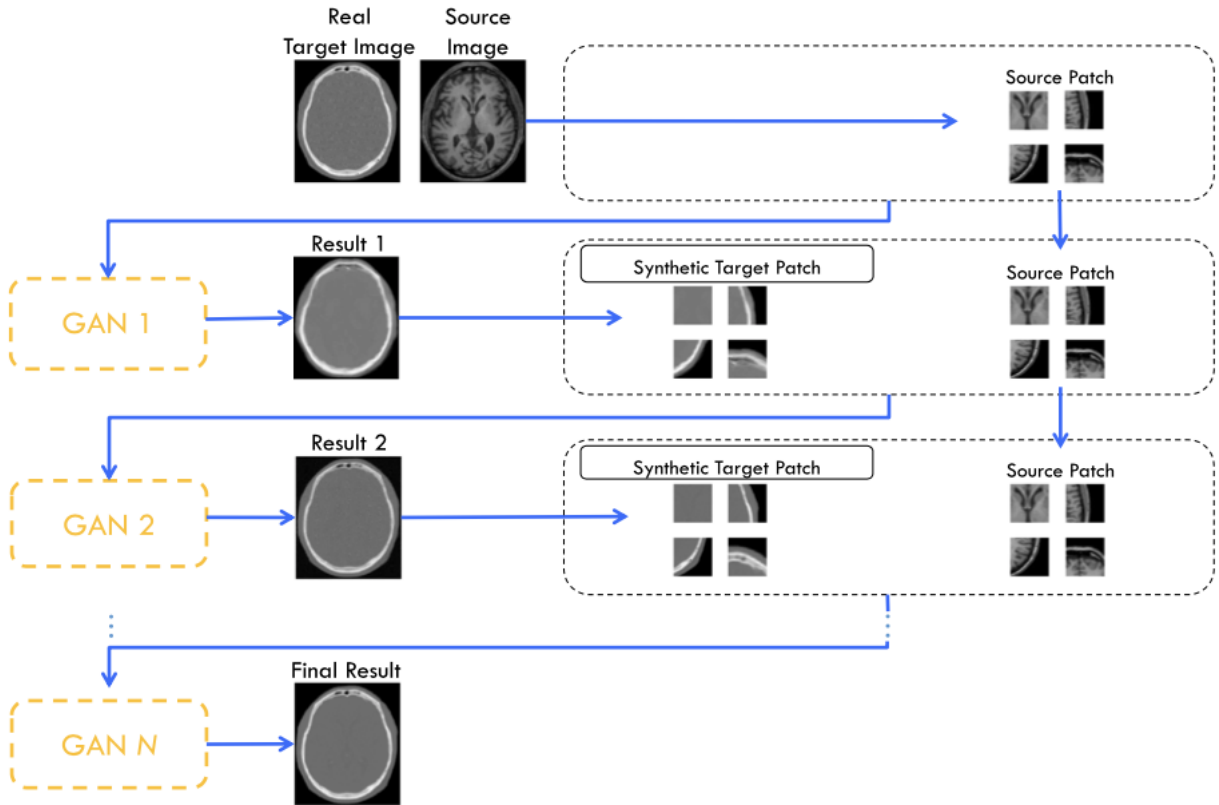 Real
Target Image
Source
Image
Source Patch
Result 1
Synthetic Target Patch
Source Patch
GAN 1
Result 2
Synthetic Target Patch
Source Patch
GAN 2
Final Result
GAN N